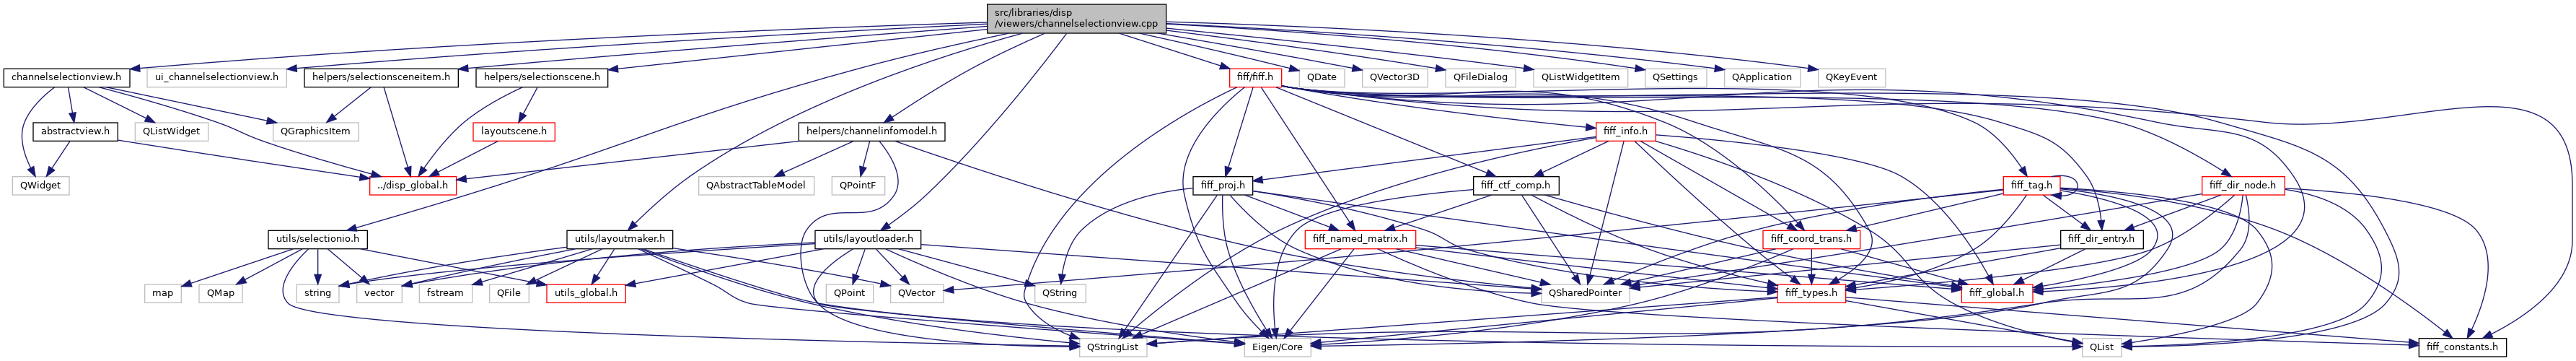 src/libraries/disp
/viewers/channelselectionview.cpp
channelselectionview.h
ui_channelselectionview.h
helpers/selectionsceneitem.h
helpers/selectionscene.h
fiff/fiff.h
QDate
QVector3D
QFileDialog
QListWidgetItem
QSettings
QApplication
QKeyEvent
abstractview.h
QListWidget
QGraphicsItem
layoutscene.h
helpers/channelinfomodel.h
fiff_info.h
QWidget
../disp_global.h
QAbstractTableModel
QPointF
fiff_proj.h
fiff_ctf_comp.h
fiff_tag.h
fiff_dir_node.h
utils/selectionio.h
utils/layoutmaker.h
utils/layoutloader.h
fiff_named_matrix.h
fiff_coord_trans.h
fiff_dir_entry.h
map
QMap
string
vector
fstream
QFile
utils_global.h
QPoint
QVector
QString
QSharedPointer
fiff_types.h
fiff_global.h
QStringList
Eigen/Core
QList
fiff_constants.h